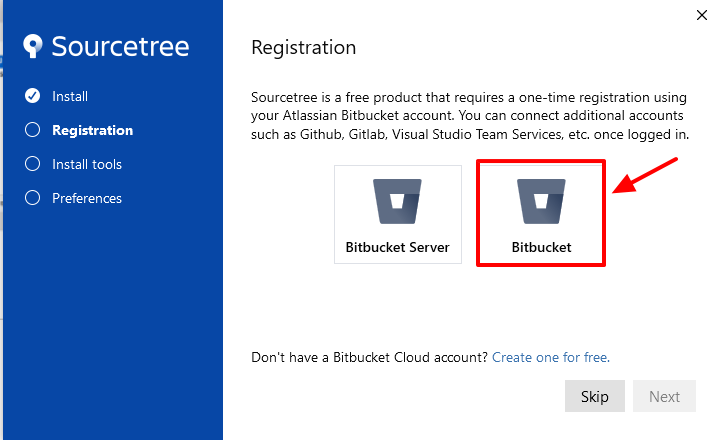 Sourcetree
Install
Registration
Install tools
Preferences
Registration
Sourcetree is a free product that requires a one-time registration using
your Atlassian Bitbucket account. You can connect additional accounts
such as Github, Gitlab, Visual Studio Team Services, etc. once logged in.
Bitbucket Server
Bitbucket
Don't have a Bitbucket Cloud account? Create one for free.
Skip
Next